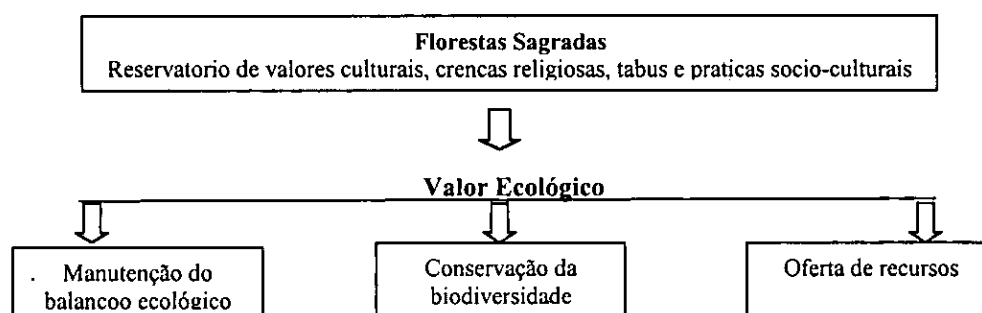 Florestas Sagradas
Reservatorio de valores culturais, crencas religiosas, tabus e praticas socio-culturais
Valor Ecológico
Manutenção do
balancoo ecológico
Conservação da
biodiversidade
Oferta de recursos